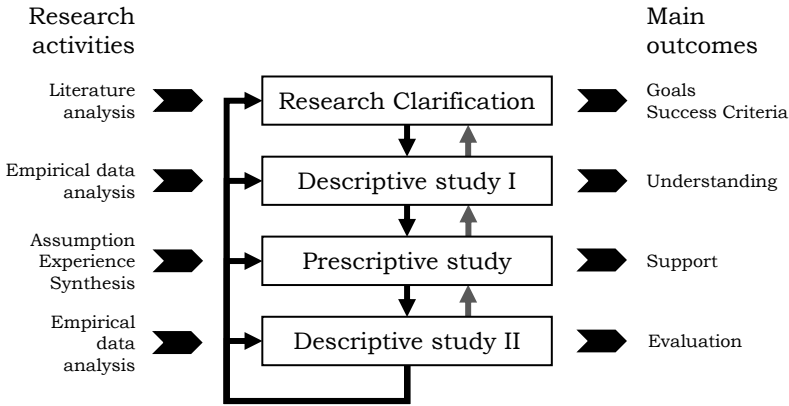 Research
activities
Main
outcomes
Literature
analysis
Research Clarification
Goals
Success Criteria
Empirical data
analysis
Descriptive study I
Understanding
Assumption
Experience
Synthesis
Prescriptive study
Support
Empirical
data
analysis
Descriptive study II
Evaluation